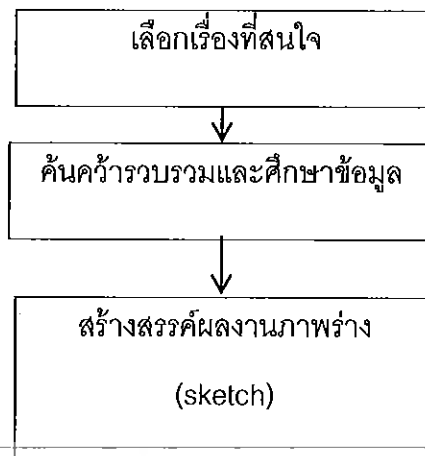 เลือกเรื่องที่สนใจ
ค้นคว้ารวบรวมและศึกษาข้อมูล
สร้างสรรค์ผลงานภาพร่าง
(sketch)